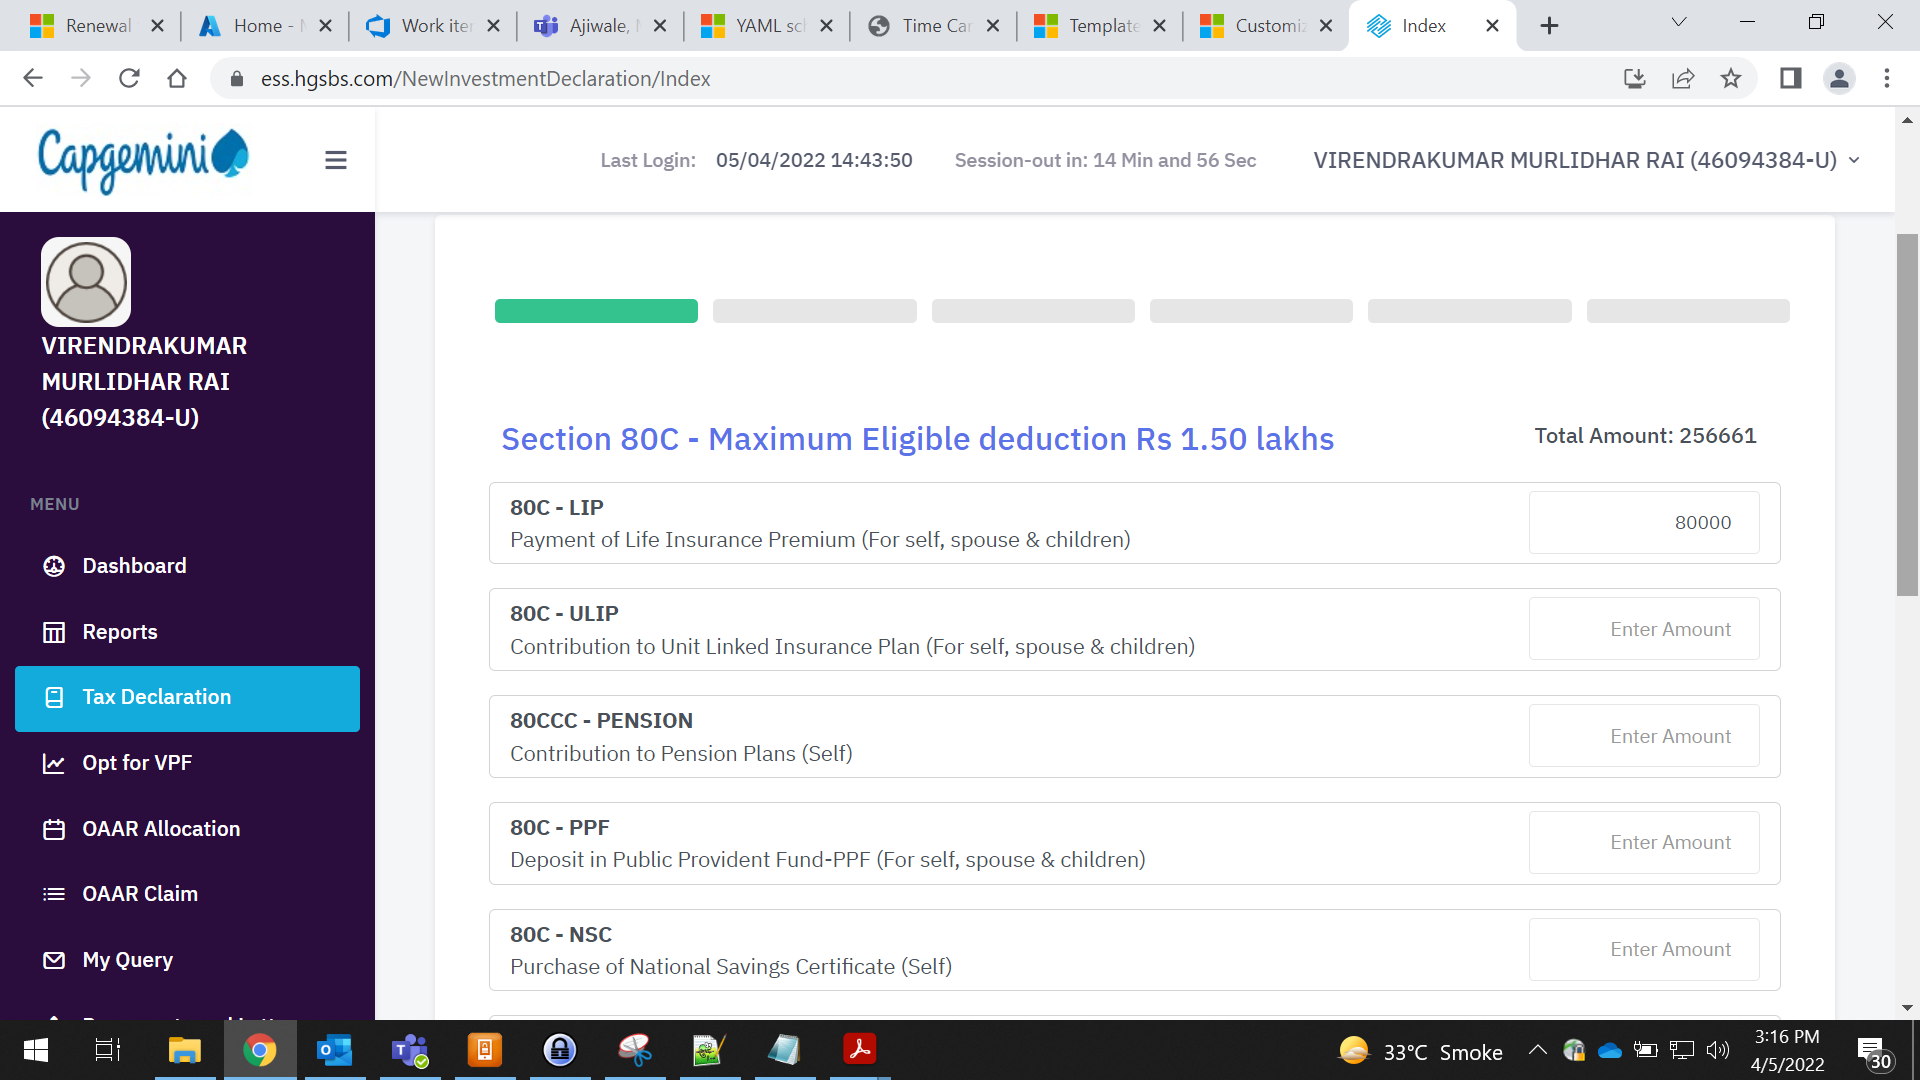 Renewal
Home -
Work iter
Ajiwale,
YAML sc
Time Car
Template
Customiz
Index
ess.hgsbs.com/NewInvestmentDeclaration/Index
Capgemini
Last Login: 05/04/2022 14:43:50 Session-out in: 14 Min and 56 Sec VIRENDRAKUMAR MURLIDHAR RAI (46094384-U)
VIRENDRAKUMAR
MURLIDHAR RAI
(46094384-U)
MENU
Dashboard
Reports
Tax Declaration
Opt for VPF
OAAR Allocation
OAAR Claim
My Query
Section 80C - Maximum Eligible deduction Rs 1.50 lakhs
Total Amount: 256661
80C - LIP
Payment of Life Insurance Premium (For self, spouse & children)
80000
80C - ULIP
Contribution to Unit Linked Insurance Plan (For self, spouse & children)
Enter Amount
80CCC - PENSION
Contribution to Pension Plans (Self)
Enter Amount
80C - PPF
Deposit in Public Provident Fund-PPF (For self, spouse & children)
Enter Amount
80C - NSC
Purchase of National Savings Certificate (Self)
Enter Amount
33°C Smoke
3:16 PM
4/5/2022
30